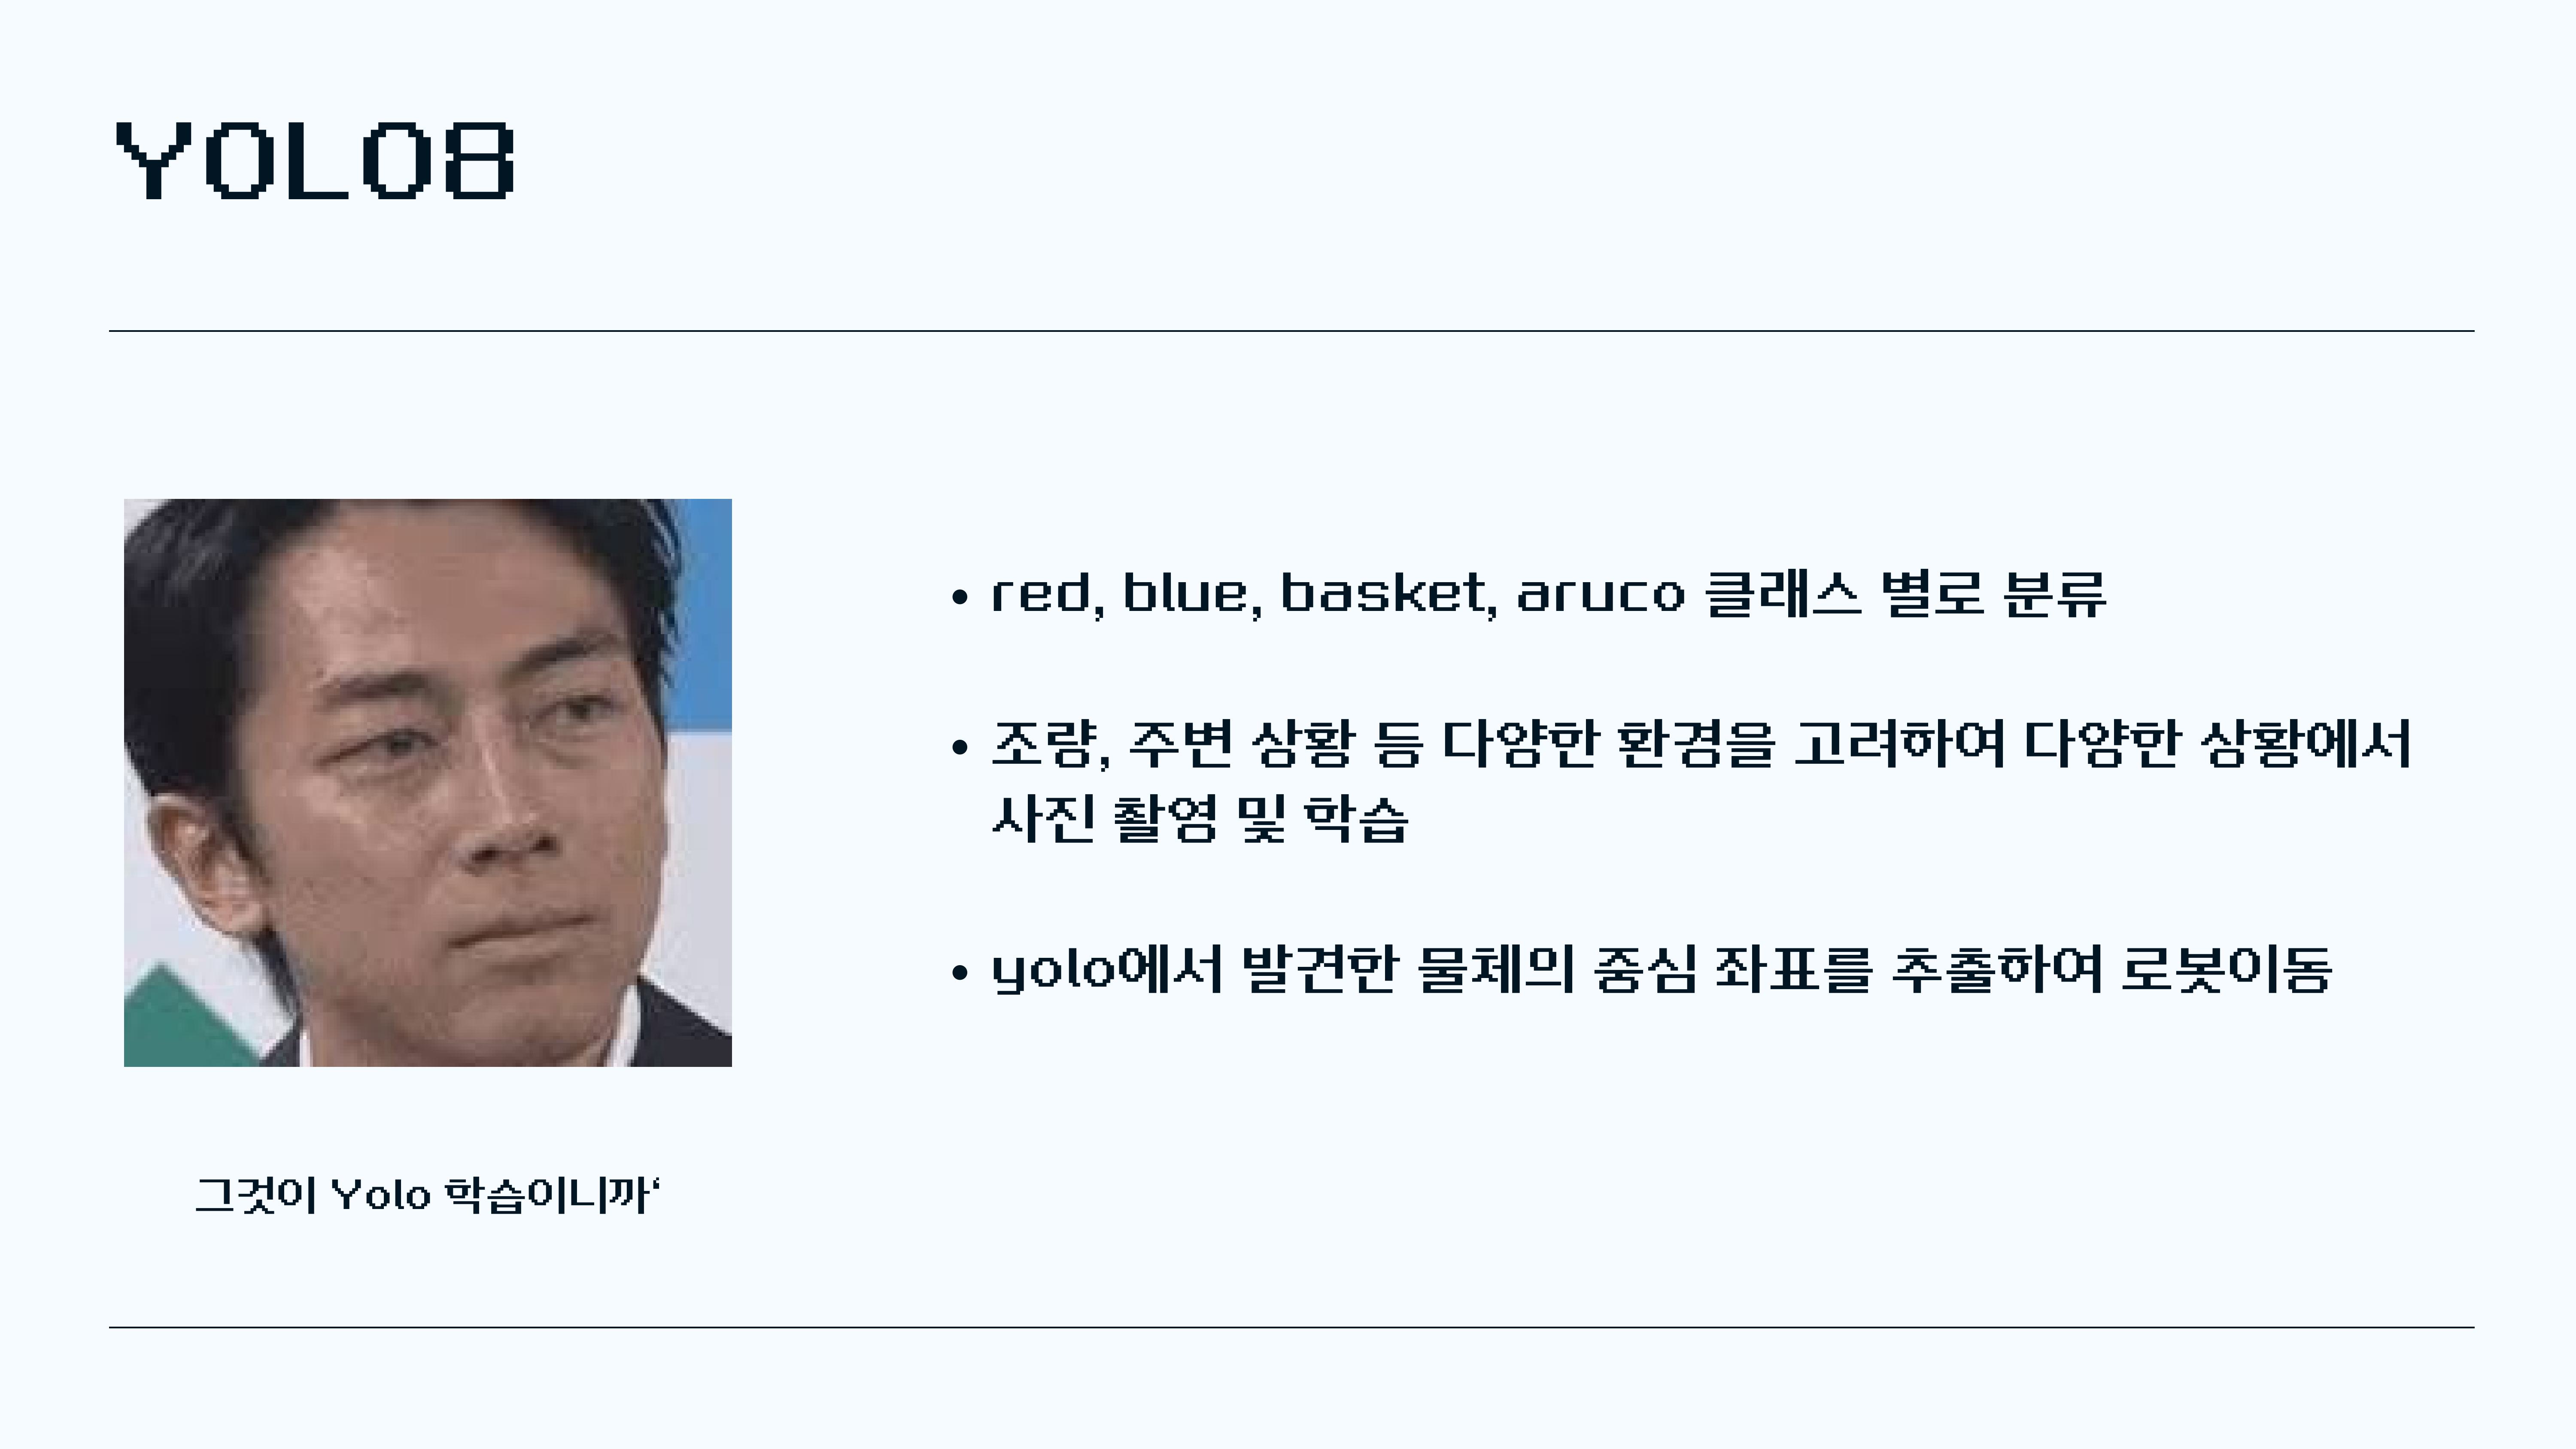 YOLO8
• red, blue, basket, aruco 클래스 별로 분류
• 조량, 주변 상황 등 다양한 환경을 고려하여 다양한 상황에서
사진 촬영 및 학습
• yolo에서 발견한 물체의 중심 좌표를 추출하여 로봇이동
그것이 Yolo 학습이니까‘